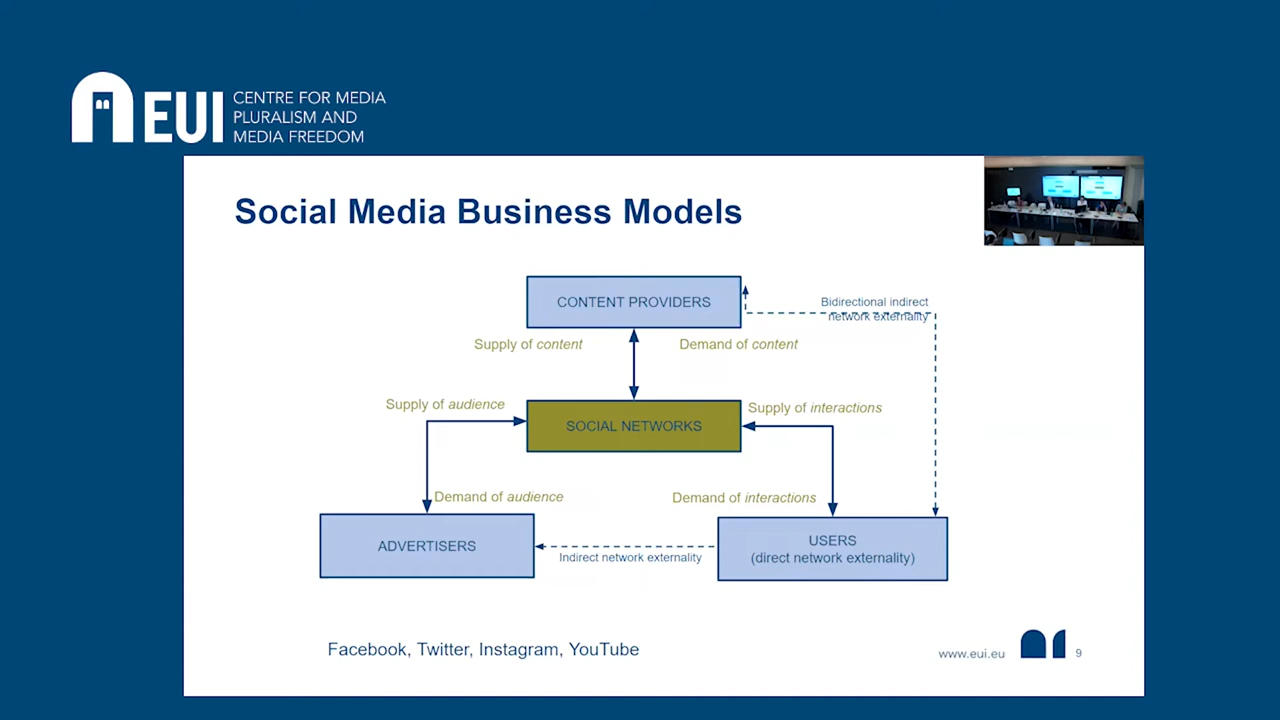 EUI
CENTRE FOR MEDIA
PLURALISM AND
MEDIA FREEDOM
Social Media Business Models
CONTENT PROVIDERS
Bidirectional indirect
network externality
Supply of content
Demand of content
Supply of audience
Supply of interactions
SOCIAL NETWORKS
Demand of audience
Demand of interactions
ADVERTISERS
Indirect network externality
USERS
(direct network externality)
Facebook, Twitter, Instagram, YouTube
www.eui.eu
9